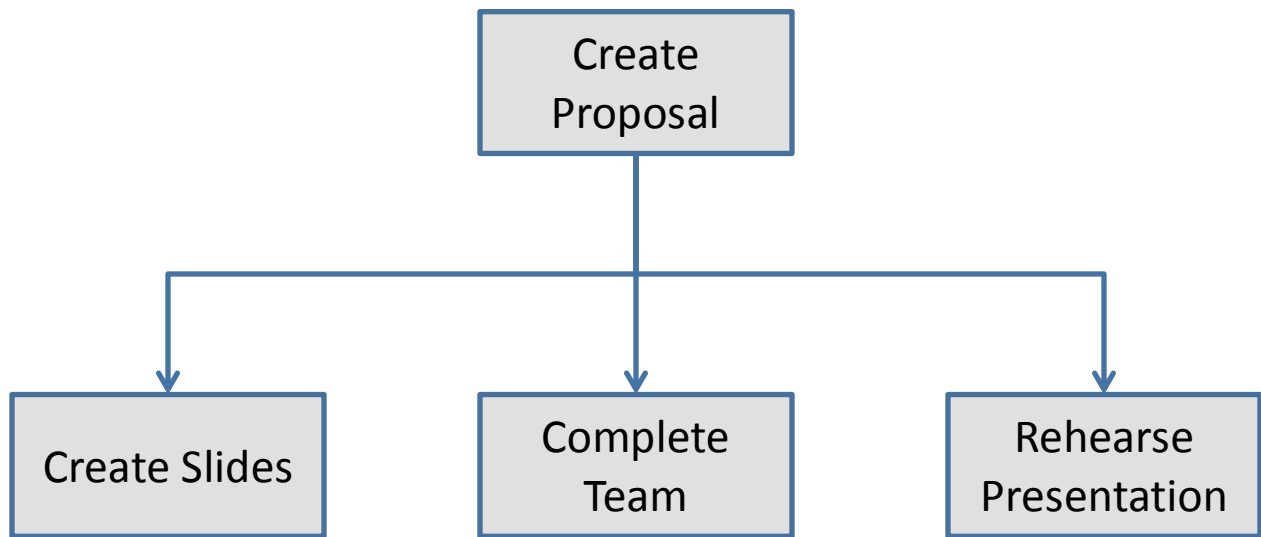 Create
Proposal
Create Slides
Complete
Team
Rehearse
Presentation